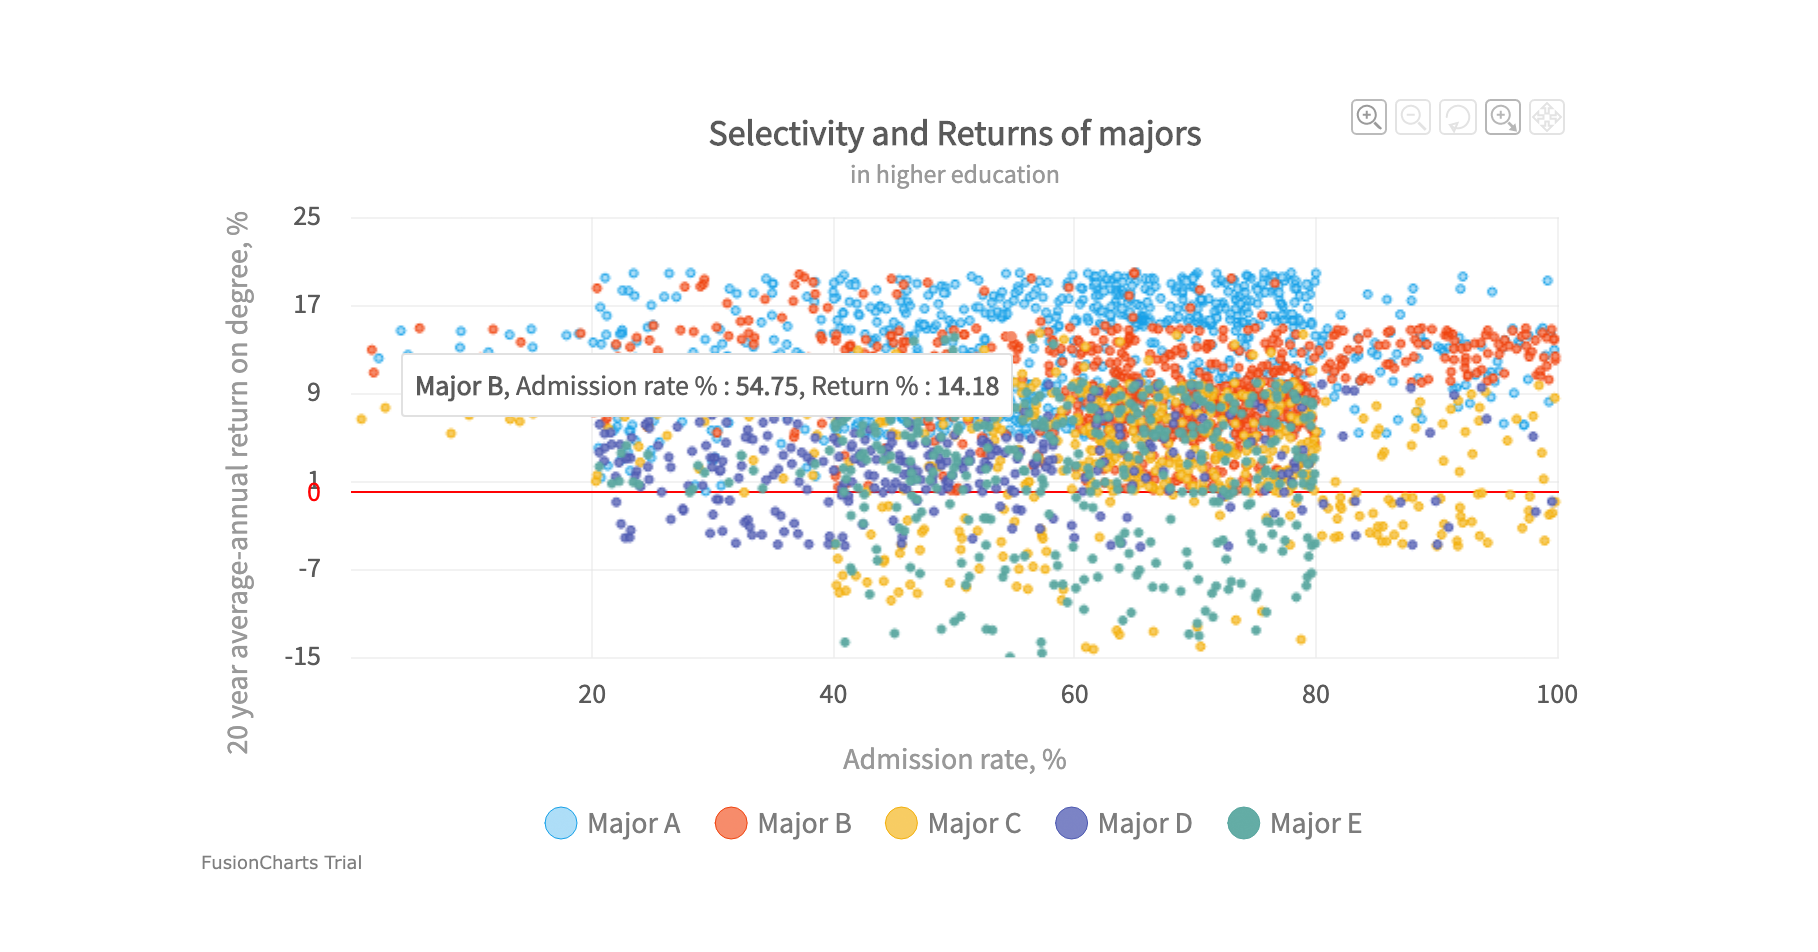 Selectivity and Returns of majors
in higher education
20 year average-annual return on degree, %
25
17
9
1
0
-7
-15
Major B, Admission rate % : 54.75, Return % : 14.18
20 40 60 80 100
Admission rate, %
Major A Major B Major C Major D Major E
FusionCharts Trial